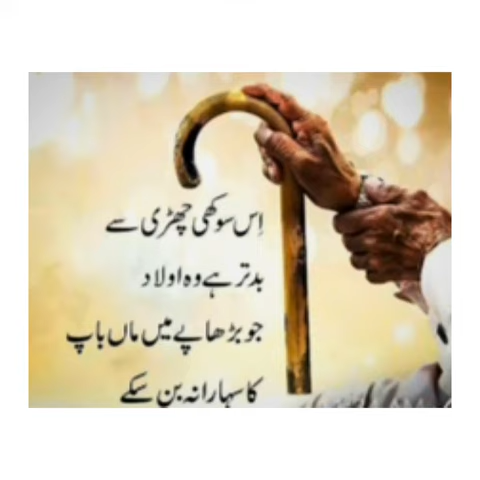 اِس سوکھی چھڑی سے
بدتر ہے وہ اولاد
جو بڑھاپے میں ماں باپ
کا سہارا نہ بن سکے